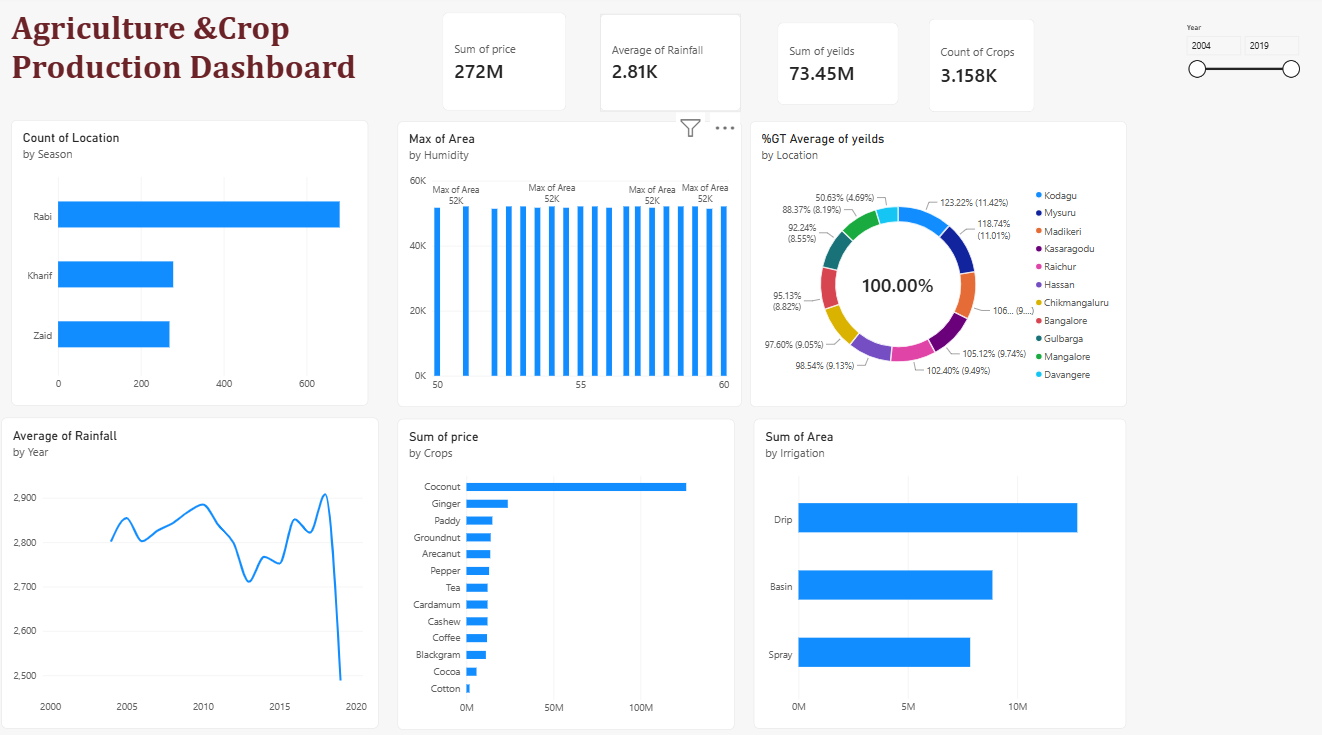 Agriculture &Crop
Production Dashboard
Sum of price
272M
Average of Rainfall
2.81K
Sum of yeilds
73.45M
Count of Crops
3.158K
Year
2004 2019
Count of Location
by Season
Rabi
Kharif
Zaid
0 200 400 600
Max of Area
by Humidity
60K
Max of Area
52K
Max of Area
52K
Max of Area
52K
Max of Area
52K
40K
20K
0K
50 55 60
%GT Average of yeilds
by Location
50.63% (4.69%)
88.37% (8.19%)
92.24%
(8.55%)
95.13%
(8.82%)
97.60% (9.05%)
98.54% (9.13%)
102.40% (9.49%)
105.12% (9.74%)
106... (9....)
118.74%
(11.01%)
123.22% (11.42%)
100.00%
Kodagu
Mysuru
Madikeri
Kasaragodu
Raichur
Hassan
Chikmangaluru
Bangalore
Gulbarga
Mangalore
Davangere
Average of Rainfall
by Year
2,900
2,800
2,700
2,600
2,500
2000 2005 2010 2015 2020
Sum of price
by Crops
Coconut
Ginger
Paddy
Groundnut
Arecanut
Pepper
Tea
Cardamum
Cashew
Coffee
Blackgram
Cocoa
Cotton
0M 50M 100M
Sum of Area
by Irrigation
Drip
Basin
Spray
0M 5M 10M